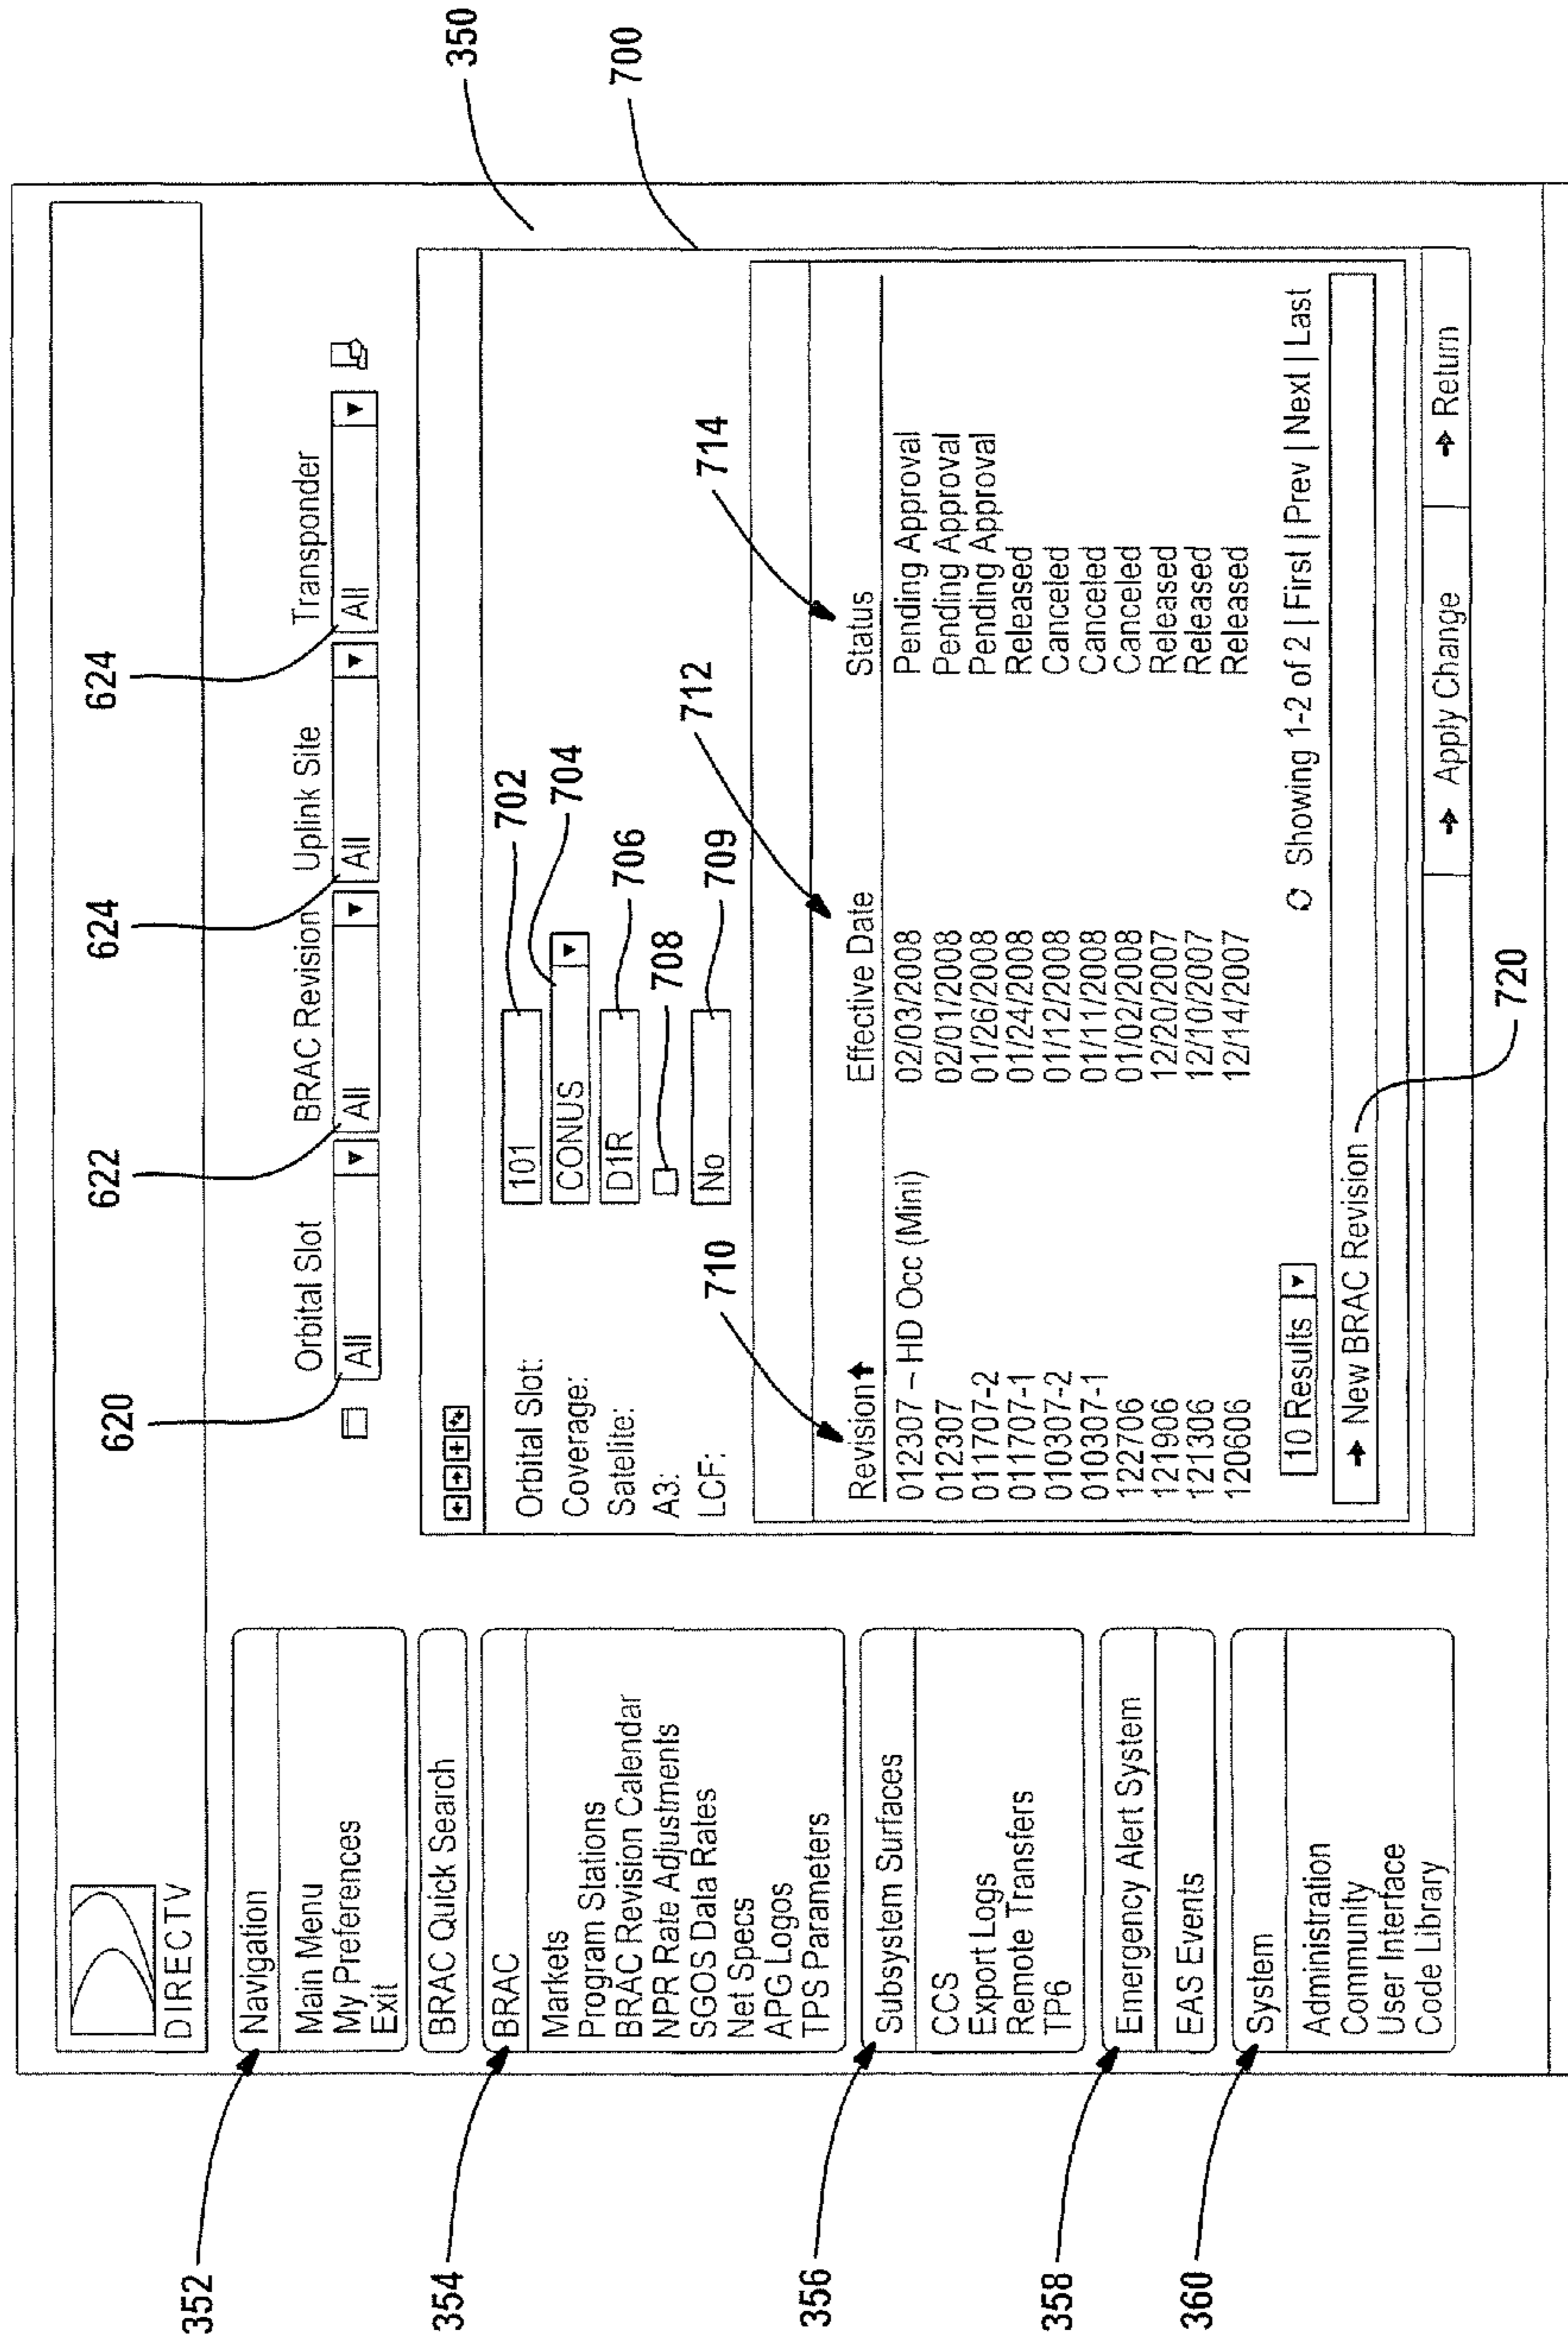 DIRECTV
352
Navigation
Main Menu
My Preferences
Exit
BRAC Quick Search
354
BRAC
Markets
Program Stations
BRAC Revision Calendar
NPR Rate Adjustments
SGOS Data Rates
Net Specs
APG Logos
TPS Parameters
356
Subsystem Surfaces
CCS
Export Logs
Remote Transfers
TP6
358
Emergency Alert System
EAS Events
360
System
Administration
Community
User Interface
Code Library
620 622 624 624
Orbital Slot BRAC Revision Uplink Site Transponder
All All All All
350
700
Orbital Slot: 101 702
Coverage: CONUS 704
Satellite: D1R 706
A3: 708
LCF: No 709
710 712 714
Revision Effective Date Status
012307 – HD Occ (Mini) 02/03/2008 Pending Approval
012307 02/01/2008 Pending Approval
011707-2 01/26/2008 Pending Approval
011707-1 01/24/2008 Released
010307-2 01/12/2008 Canceled
010307-1 01/11/2008 Canceled
122706 01/02/2008 Canceled
121906 12/20/2007 Released
121306 12/10/2007 Released
120606 12/14/2007 Released
10 Results Showing 1-2 of 2 | First | Prev | Next | Last
New BRAC Revision 720
Apply Change Return